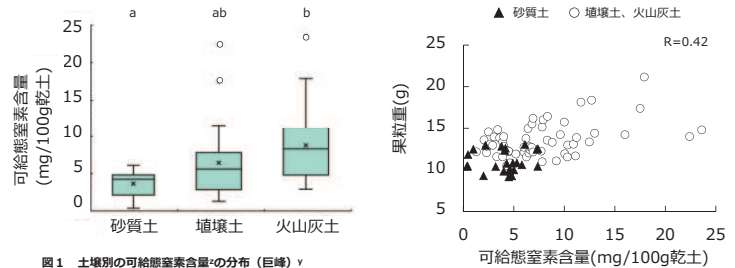 a ab b
25
20
15
10
5
0
可給態窒素含量
(mg/100g乾土)
砂質土 埴壌土 火山灰土
図1 土壌別の可給態窒素含量zの分布（巨峰）y
▲ 砂質土 ○ 埴壌土、火山灰土
R=0.42
25
20
15
10
5
果粒重(g)
0 5 10 15 20 25
可給態窒素含量(mg/100g乾土)